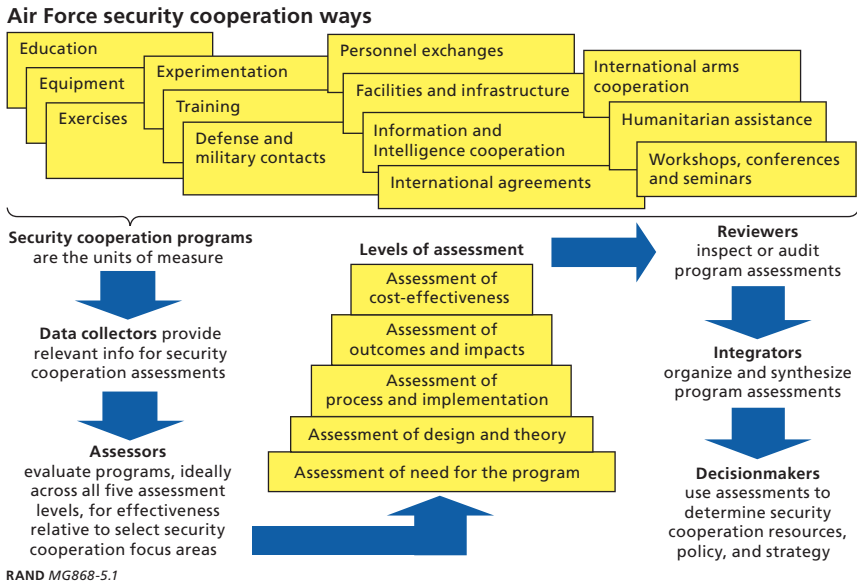 Air Force security cooperation ways
Education
Equipment
Exercises
Experimentation
Training
Defense and
military contacts
Personnel exchanges
Facilities and infrastructure
Information and
Intelligence cooperation
International agreements
International arms
cooperation
Humanitarian assistance
Workshops, conferences
and seminars
Security cooperation programs
are the units of measure
Data collectors provide
relevant info for security
cooperation assessments
Assessors
evaluate programs, ideally
across all five assessment
levels, for effectiveness
relative to select security
cooperation focus areas
Levels of assessment
Assessment of
cost-effectiveness
Assessment of
outcomes and impacts
Assessment of
process and implementation
Assessment of design and theory
Assessment of need for the program
Reviewers
inspect or audit
program assessments
Integrators
organize and synthesize
program assessments
Decisionmakers
use assessments to
determine security
cooperation resources,
policy, and strategy
RAND MG868-5.1